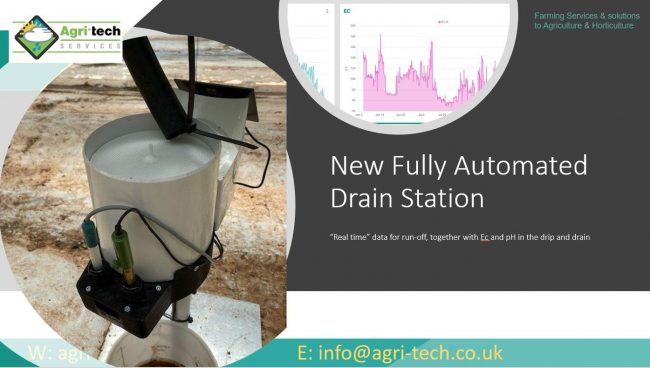 Agri·tech
SERVICES
EC
Farming Services & solutions
to Agriculture & Horticulture
New Fully Automated
Drain Station
"Real time" data for run-off, together with Ec and pH in the drip and drain
W: agri
E: info@agri-tech.co.uk